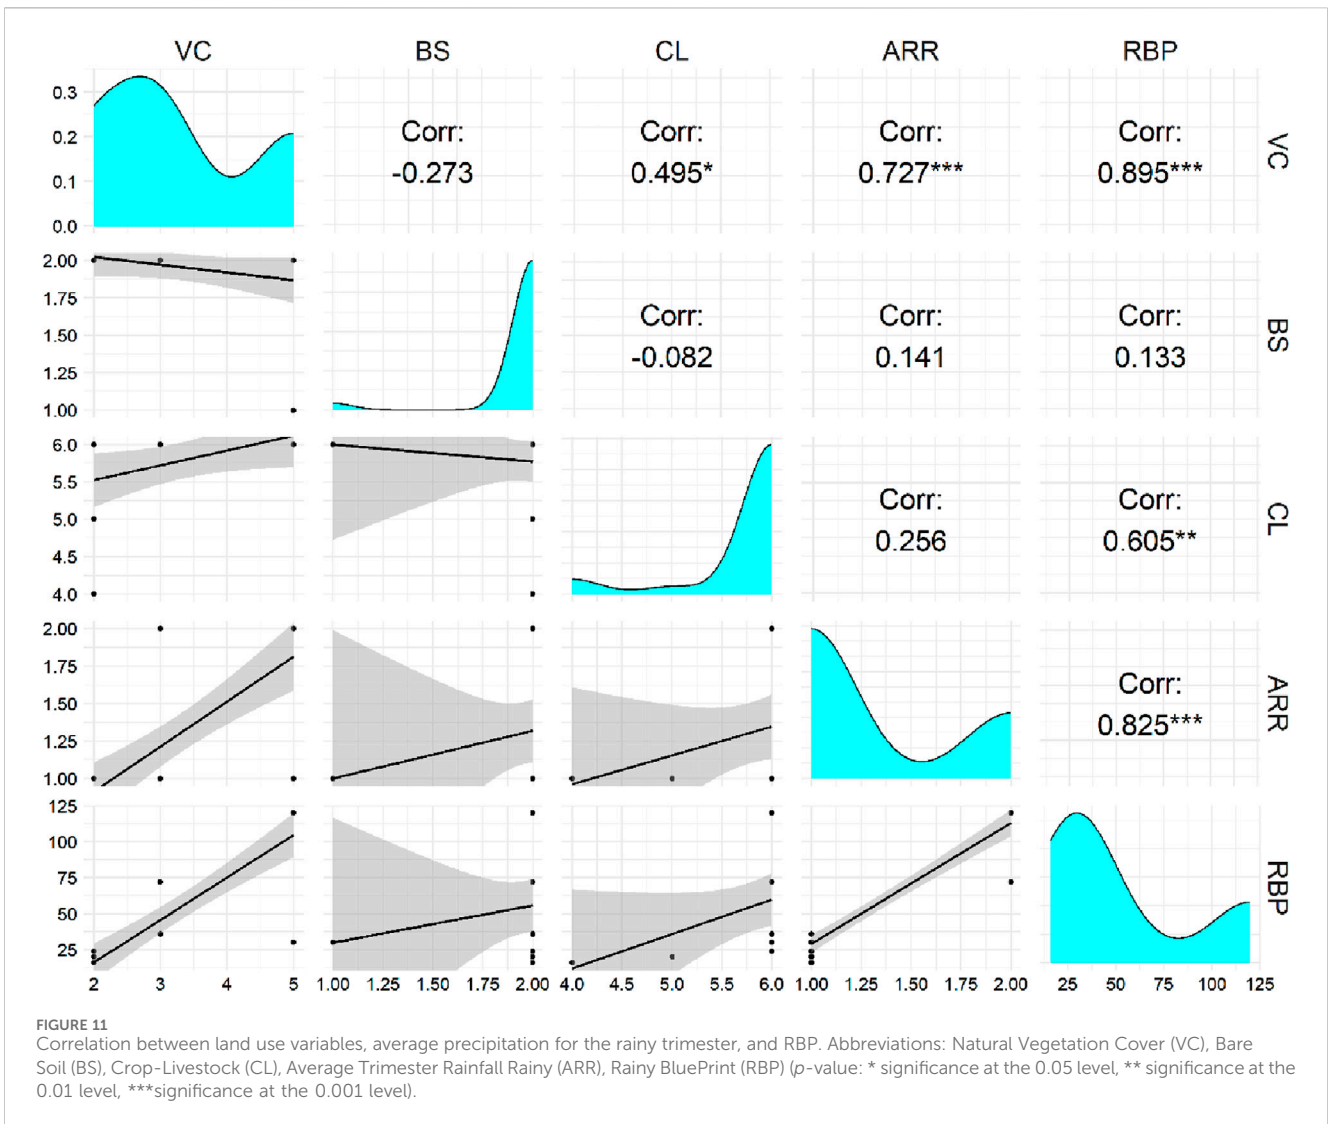 VC BS CL ARR RBP
0.3
0.2
0.1
0.0
Corr:
-0.273
Corr:
0.495*
Corr:
0.727***
Corr:
0.895***
VC
2.00
1.75
1.50
1.25
1.00
Corr:
-0.082
Corr:
0.141
Corr:
0.133
BS
6.0
5.5
5.0
4.5
4.0
Corr:
0.256
Corr:
0.605**
CL
2.00
1.75
1.50
1.25
1.00
Corr:
0.825***
ARR
125
100
75
50
25
RBP
2 3 4 5 1.00 1.25 1.50 1.75 2.00 4.0 4.5 5.0 5.5 6.0 1.00 1.25 1.50 1.75 2.00 25 50 75 100 125
FIGURE 11
Correlation between land use variables, average precipitation for the rainy trimester, and RBP. Abbreviations: Natural Vegetation Cover (VC), Bare
Soil (BS), Crop-Livestock (CL), Average Trimester Rainfall Rainy (ARR), Rainy BluePrint (RBP) (p-value: * significance at the 0.05 level, ** significance at the
0.01 level, ***significance at the 0.001 level).